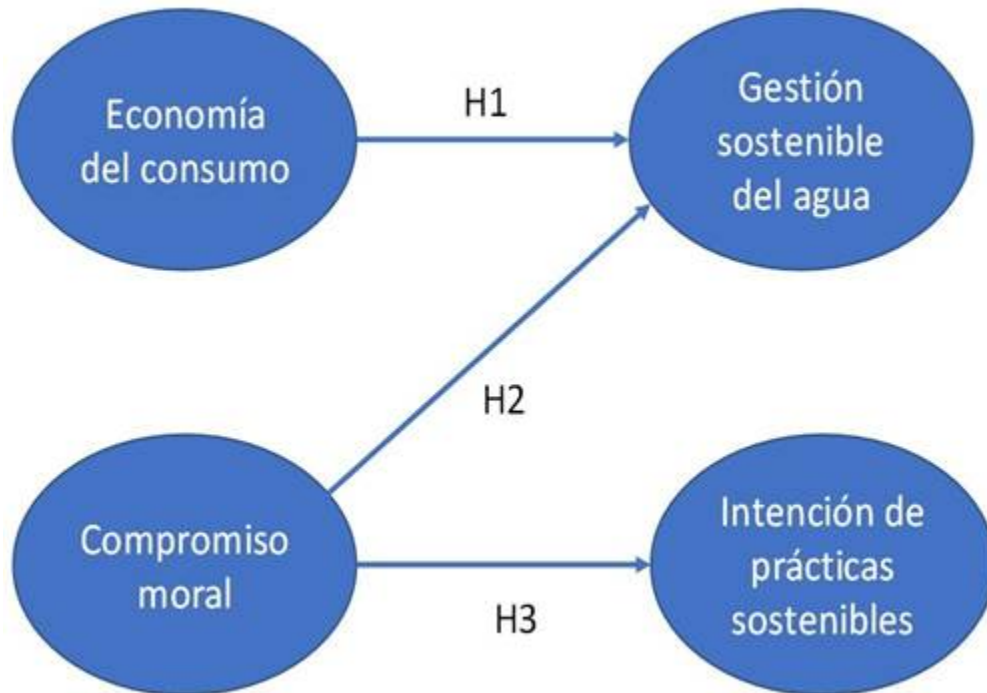 Economía
del consumo
H1
Gestión
sostenible
del agua
H2
Compromiso
moral
H3
Intención de
prácticas
sostenibles